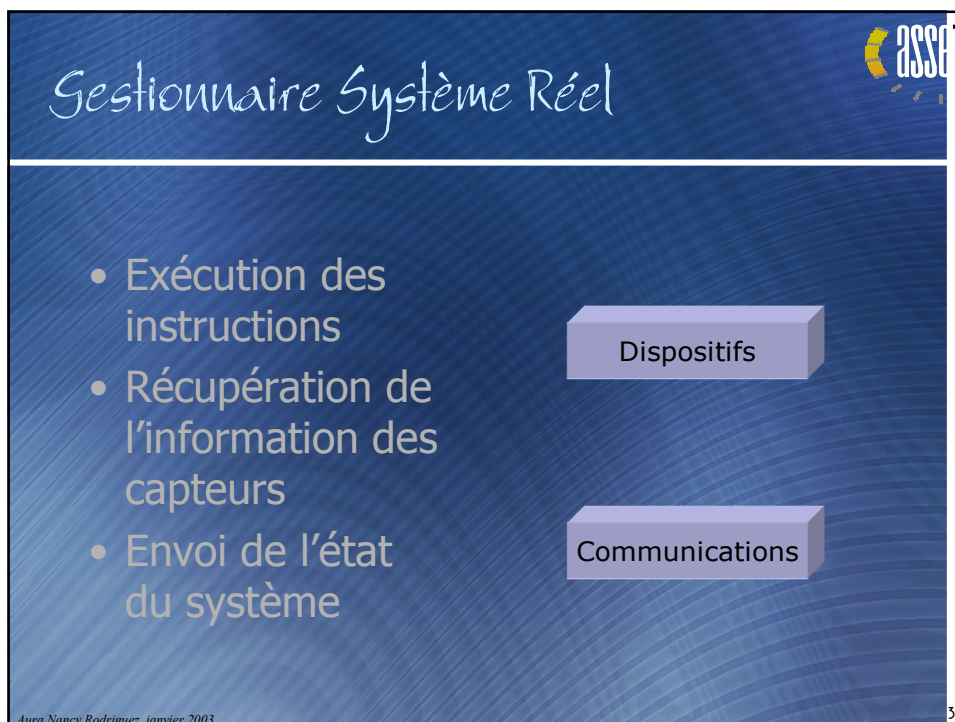 Gestionnaire Système Réel
• Exécution des
instructions
• Récupération de
l’information des
capteurs
• Envoi de l’état
du système
Dispositifs
Communications
Aura Nancy Rodriguez, janvier 2003
3